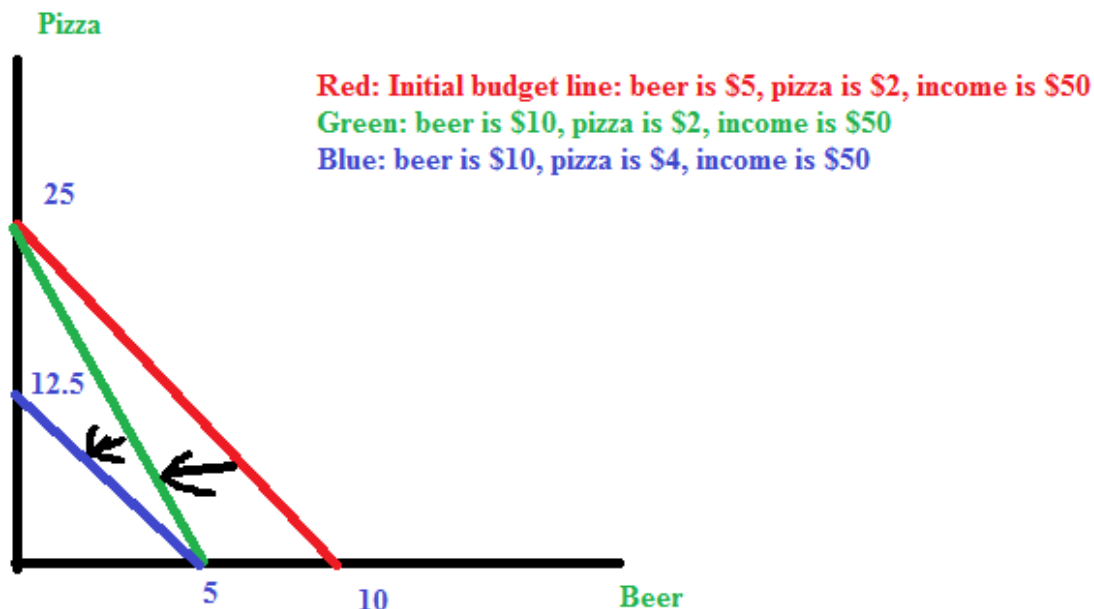 Pizza
Red: Initial budget line: beer is $5, pizza is $2, income is $50
Green: beer is $10, pizza is $2, income is $50
Blue: beer is $10, pizza is $4, income is $50
25
12.5
5
10
Beer